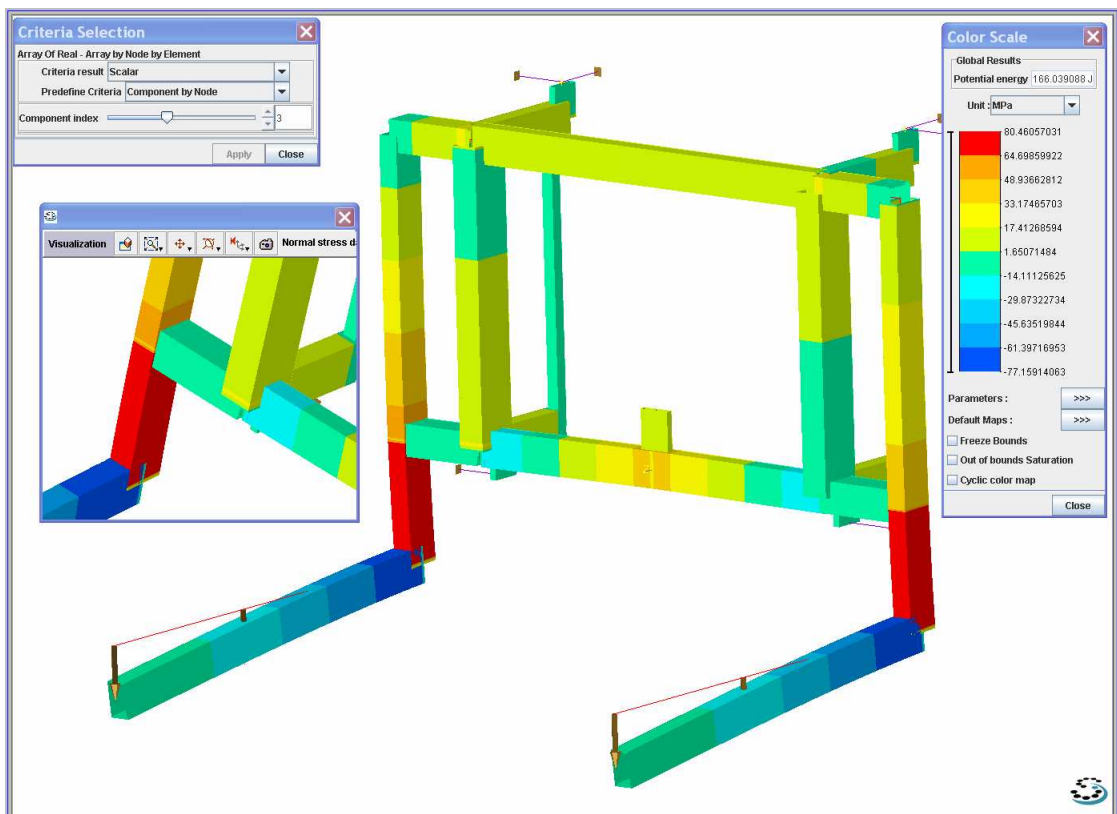 Criteria Selection
Array Of Real - Array by Node by Element
Criteria result Scalar
Predefine Criteria Component by Node
Component index 3
Apply Close
Visualization Normal stress d
Color Scale
Global Results
Potential energy 166.039088 J
Unit : MPa
80.46057031
64.69859922
48.93662812
33.17465703
17.41268594
1.65071484
-14.11125625
-29.87322734
-45.63519844
-61.39716953
-77.15914063
Parameters : >>>
Default Maps : >>>
Freeze Bounds
Out of bounds Saturation
Cyclic color map
Close